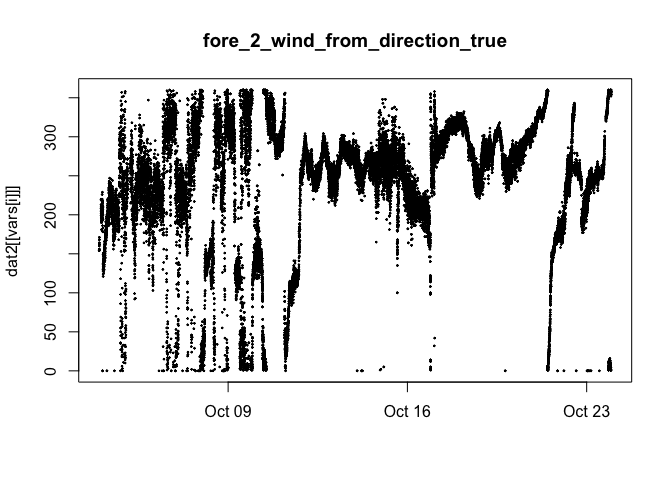 fore_2_wind_from_direction_true
dat2[[vars[i]]]
300
200
100
50
0
Oct 09
Oct 16
Oct 23